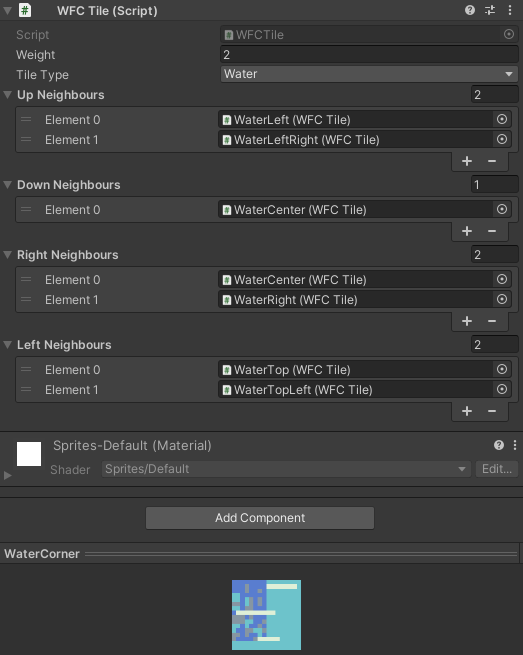 WFC Tile (Script)
Script WFCTile
Weight 2
Tile Type Water
Up Neighbours 2
Element 0 WaterLeft (WFC Tile)
Element 1 WaterLeftRight (WFC Tile)
+ −
Down Neighbours 1
Element 0 WaterCenter (WFC Tile)
+ −
Right Neighbours 2
Element 0 WaterCenter (WFC Tile)
Element 1 WaterRight (WFC Tile)
+ −
Left Neighbours 2
Element 0 WaterTop (WFC Tile)
Element 1 WaterTopLeft (WFC Tile)
+ −
Sprites-Default (Material)
Shader Sprites/Default Edit...
Add Component
WaterCorner